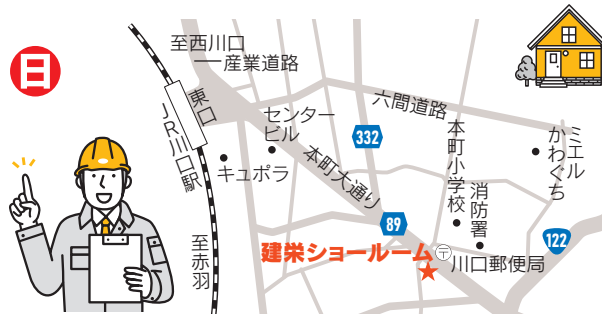 日
至西川口
産業道路
東口
JR川口駅
センター
ビル
キュポラ
本町大通り
332
六間道路
本町小学校
消防署
ミエル
かわぐち
89
122
建栄ショールーム
〒
川口郵便局
至赤羽